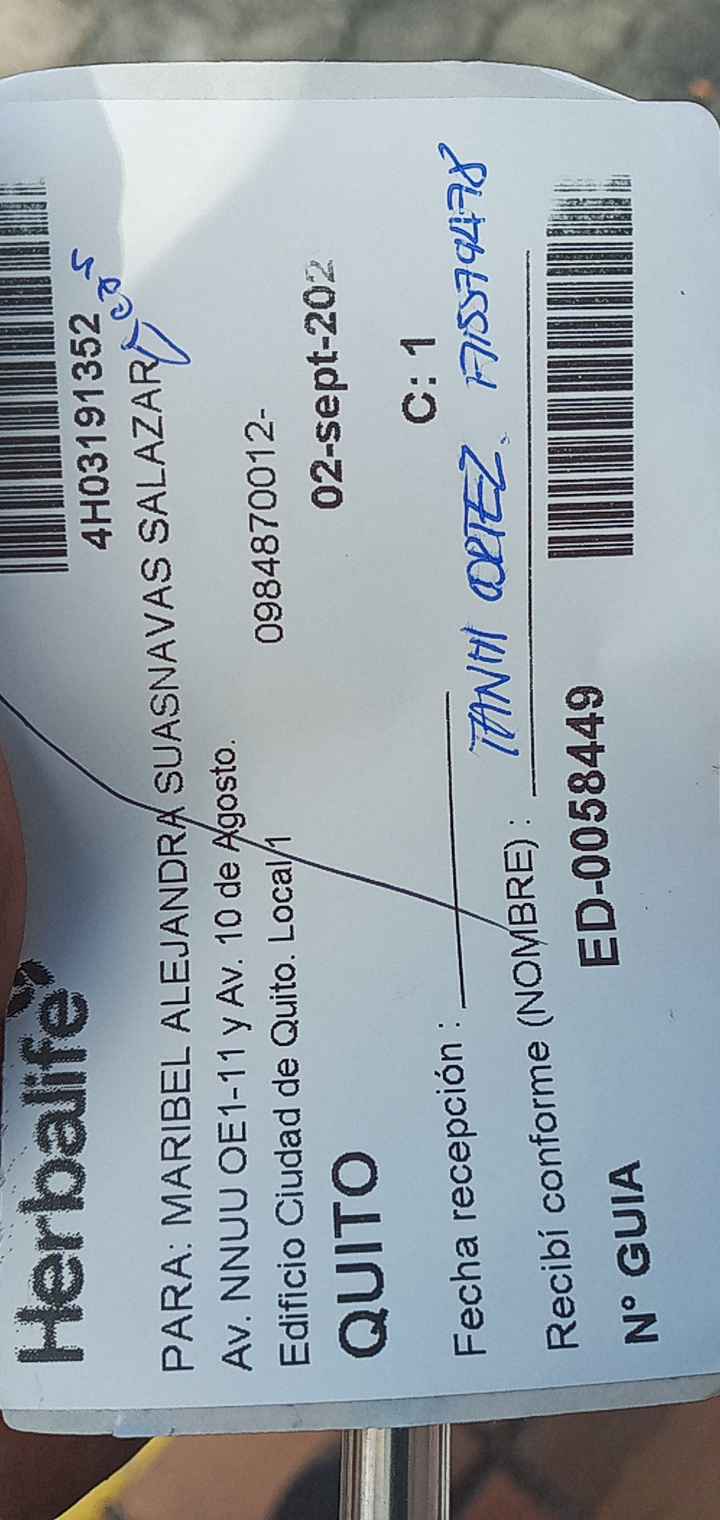 Herbalife
4H03191352
PARA: MARIBEL ALEJANDRA SUASNAVAS SALAZAR
Av. NNUU OE1-11 y Av. 10 de Agosto.
Edificio Ciudad de Quito. Local 1
0984870012-
QUITO
02-sept-202
C: 1
Fecha recepción :
CORTEZ. 1715579478
Recibí conforme (NOMBRE) :
N° GUIA ED-0058449